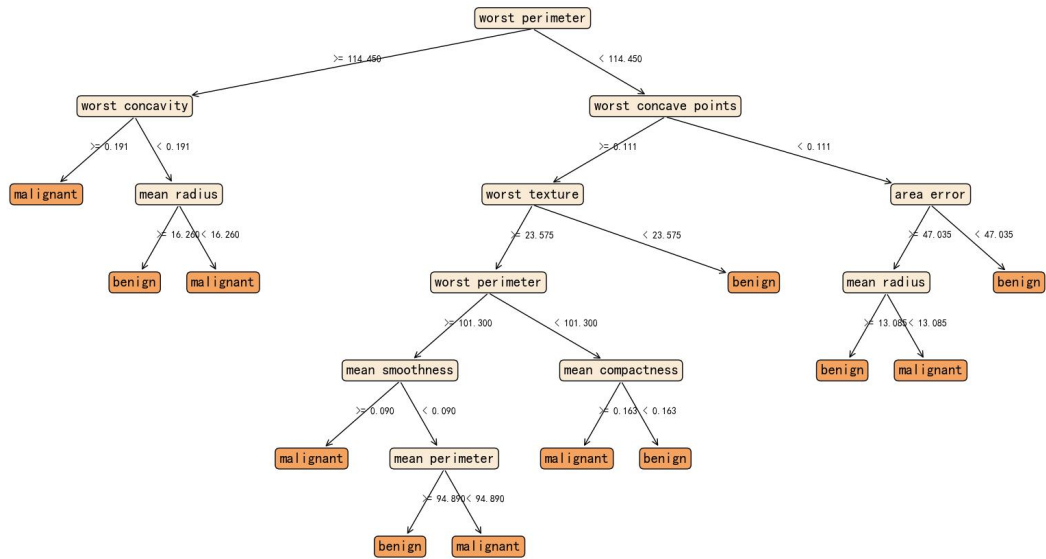 worst perimeter
>= 114.450
< 114.450
worst concavity
worst concave points
>= 0.191
< 0.191
>= 0.111
< 0.111
malignant
mean radius
worst texture
area error
>= 16.260
< 16.260
>= 23.575
< 23.575
>= 47.035
< 47.035
benign
malignant
worst perimeter
benign
mean radius
benign
>= 101.300
< 101.300
>= 13.085
< 13.085
mean smoothness
mean compactness
benign
malignant
>= 0.090
< 0.090
>= 0.163
< 0.163
malignant
mean perimeter
malignant
benign
>= 94.890
< 94.890
benign
malignant